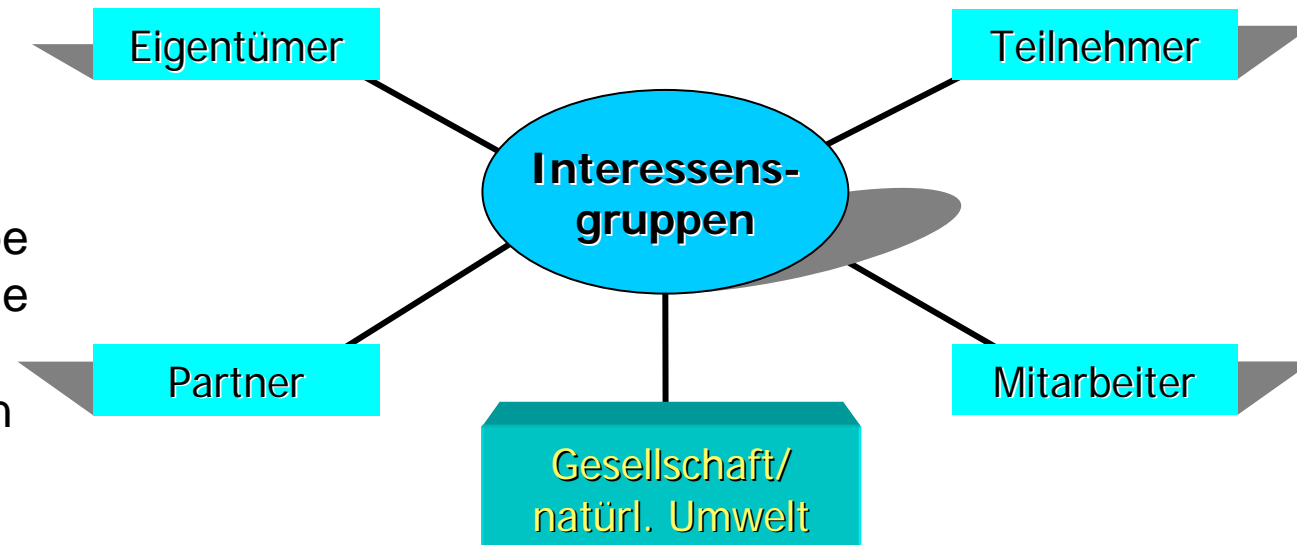 Eigentümer
Teilnehmer
Interessens-
gruppen
Partner
Mitarbeiter
Gesellschaft/
natürl. Umwelt